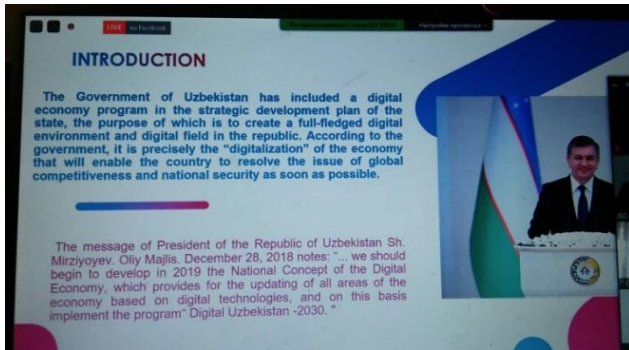 LIVE на Facebook
Настройки просмотра
INTRODUCTION
The Government of Uzbekistan has included a digital
economy program in the strategic development plan of the
state, the purpose of which is to create a full-fledged digital
environment and digital field in the republic. According to the
government, it is precisely the "digitalization" of the economy
that will enable the country to resolve the issue of global
competitiveness and national security as soon as possible.
The message of President of the Republic of Uzbekistan Sh.
Mirziyoyev. Oliy Majlis. December 28, 2018 notes: "... we should
begin to develop in 2019 the National Concept of the Digital
Economy, which provides for the updating of all areas of the
economy based on digital technologies, and on this basis
implement the program" Digital Uzbekistan -2030. "